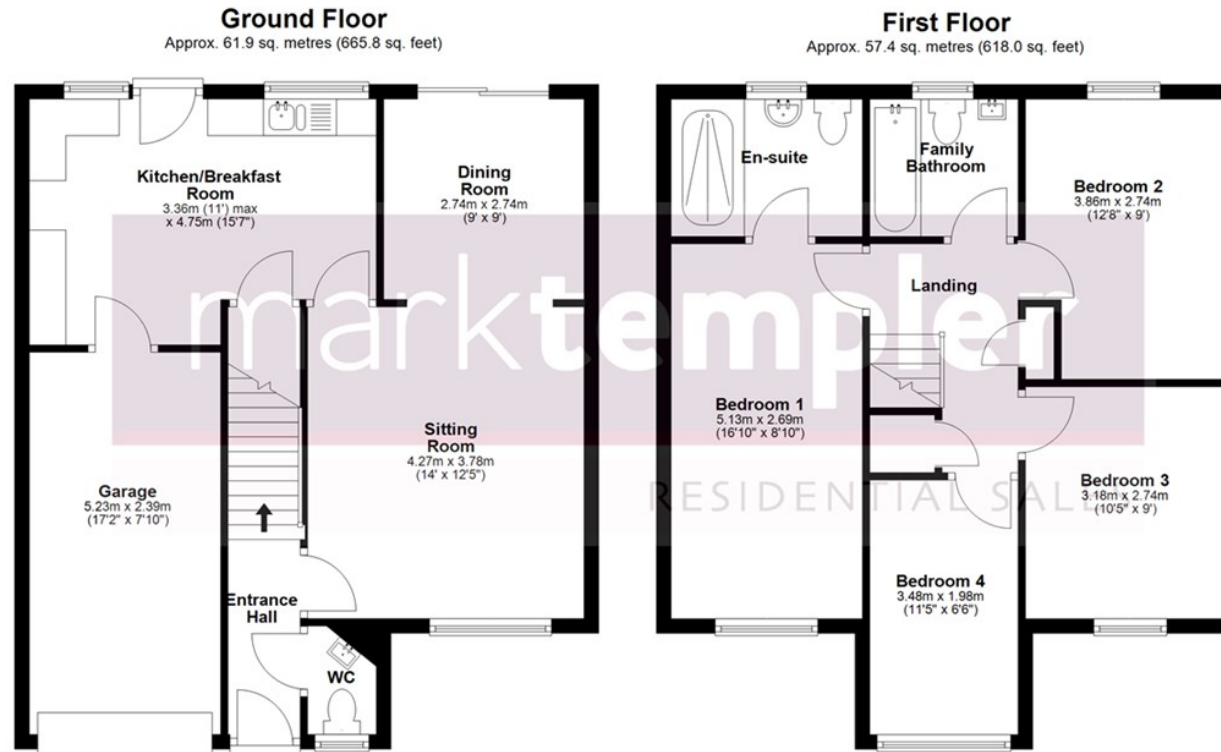 Ground Floor
Approx. 61.9 sq. metres (665.8 sq. feet)
Kitchen/Breakfast
Room
3.36m (11') max
x 4.75m (15'7")
Dining
Room
2.74m x 2.74m
(9' x 9')
Sitting
Room
4.27m x 3.78m
(14' x 12'5")
Garage
5.23m x 2.39m
(17'2" x 7'10")
Entrance
Hall
WC
First Floor
Approx. 57.4 sq. metres (618.0 sq. feet)
En-suite
Family
Bathroom
Bedroom 2
3.86m x 2.74m
(12'8" x 9')
Landing
Bedroom 1
5.13m x 2.69m
(16'10" x 8'10")
Bedroom 3
3.18m x 2.74m
(10'5" x 9')
Bedroom 4
3.48m x 1.98m
(11'5" x 6'6")
marktempler
RESIDENTIAL SAL